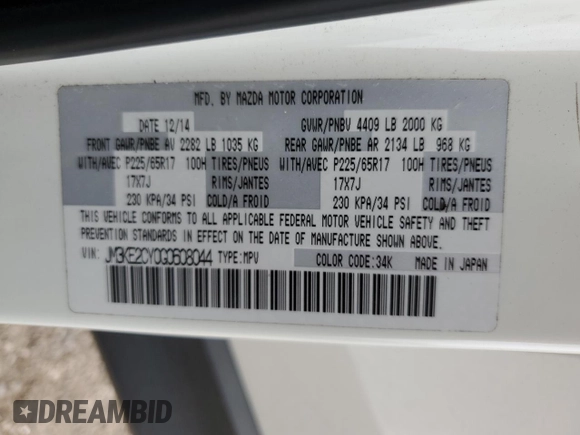 MFD. BY MAZDA MOTOR CORPORATION
DATE 12/14 GVWR/PNBV 4409 LB 2000 KG
FRONT GAWR/PNBE AV 2282 LB 1035 KG REAR GAWR/PNBE AR 2134 LB 968 KG
WITH/AVEC P225/65R17 100H TIRES/PNEUS WITH/AVEC P225/65R17 100H TIRES/PNEUS
17X7J RIMS/JANTES 17X7J RIMS/JANTES
230 KPA/34 PSI COLD/A FROID 230 KPA/34 PSI COLD/A FROID
THIS VEHICLE CONFORMS TO ALL APPLICABLE FEDERAL MOTOR VEHICLE SAFETY AND THEFT
PREVENTION STANDARDS IN EFFECT ON THE DATE OF MANUFACTURE SHOWN ABOVE.
VIN: JM3KE2CY0G0608044 TYPE:MPV COLOR CODE:34K MADE IN JAPAN
DREAMBID